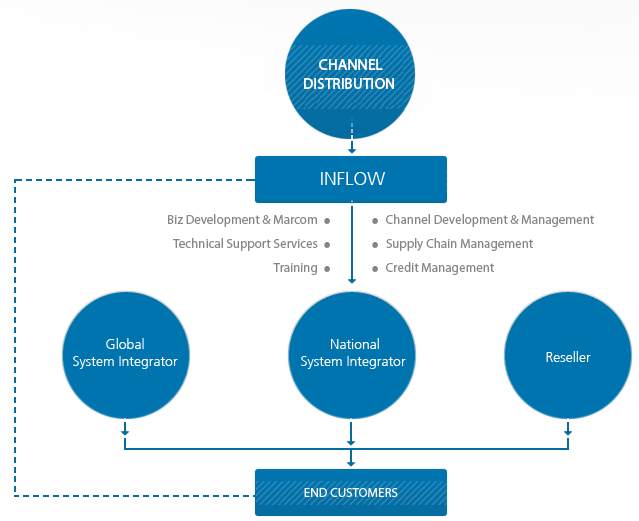 CHANNEL
DISTRIBUTION
INFLOW
Biz Development & Marcom
Channel Development & Management
Technical Support Services
Supply Chain Management
Training
Credit Management
Global
System Integrator
National
System Integrator
Reseller
END CUSTOMERS